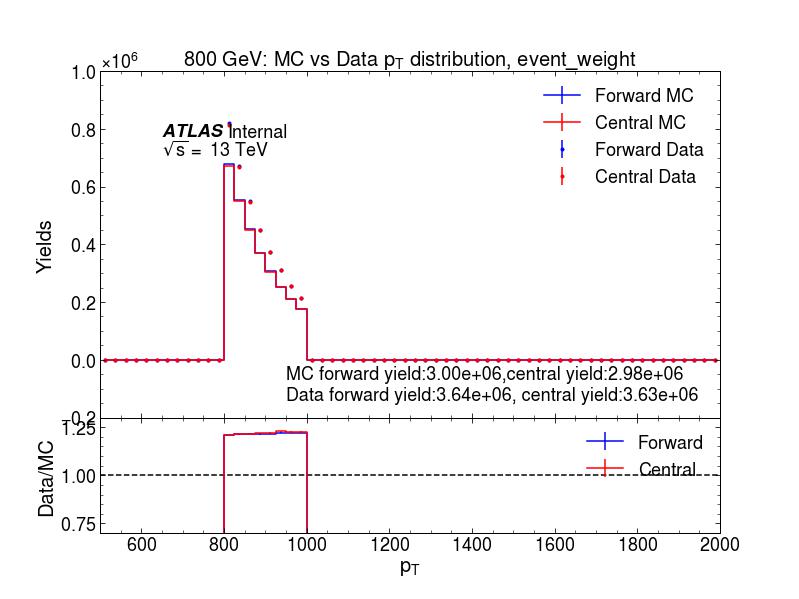 ×10⁶
800 GeV: MC vs Data p_T distribution, event_weight
1.0
0.8
0.6
0.4
0.2
0.0
0.2
Yields
ATLAS Internal
√s = 13 TeV
Forward MC
Central MC
Forward Data
Central Data
MC forward yield:3.00e+06,central yield:2.98e+06
Data forward yield:3.64e+06, central yield:3.63e+06
1.25
1.00
0.75
Data/MC
Forward
Central
600 800 1000 1200 1400 1600 1800 2000
p_T